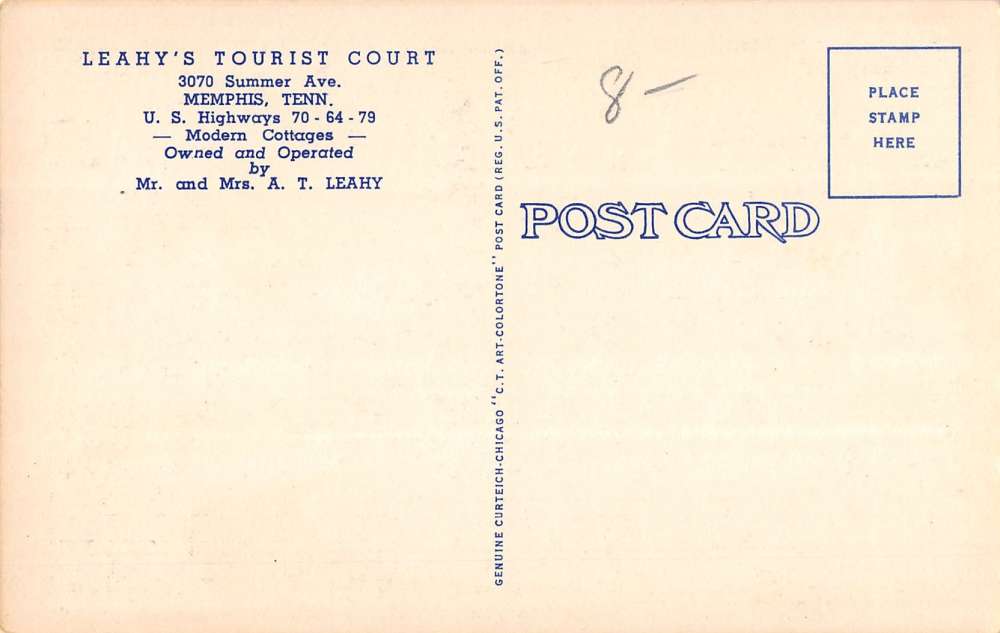 LEAHY'S TOURIST COURT
3070 Summer Ave.
MEMPHIS, TENN.
U. S. Highways 70 - 64 - 79
— Modern Cottages —
Owned and Operated
by
Mr. and Mrs. A. T. LEAHY
GENUINE CURTEICH-CHICAGO "C.T. ART-COLORTONE" POST CARD (REG. U.S. PAT. OFF.)
8 —
POST CARD
PLACE
STAMP
HERE